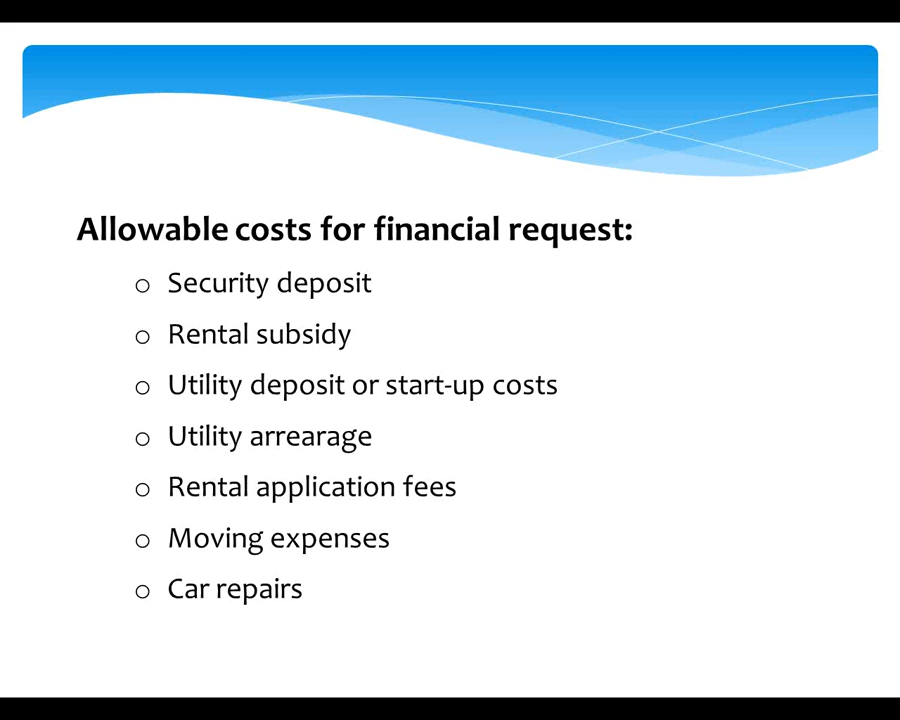 Allowable costs for financial request:
o Security deposit
o Rental subsidy
o Utility deposit or start-up costs
o Utility arrearage
o Rental application fees
o Moving expenses
o Car repairs